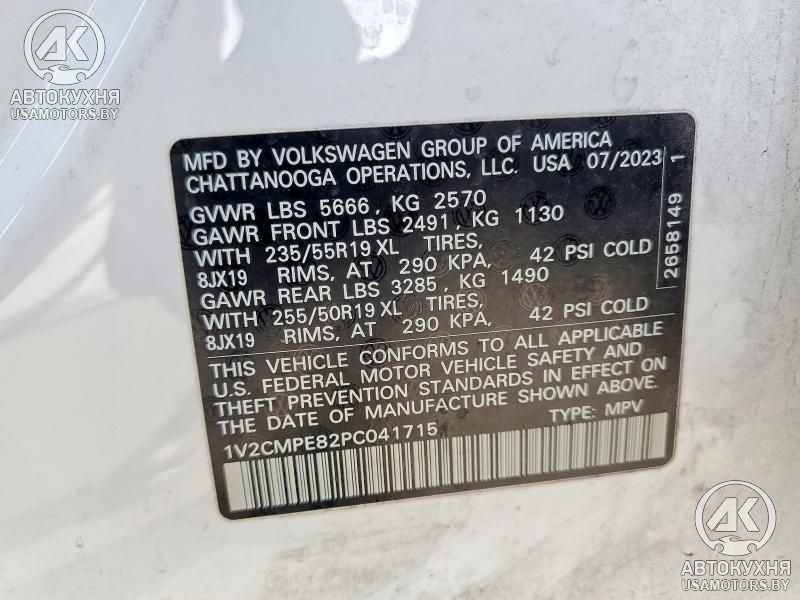 АК
АВТОКУХНЯ
USAMOTORS.BY
MFD BY VOLKSWAGEN GROUP OF AMERICA
CHATTANOOGA OPERATIONS, LLC. USA 07/2023
GVWR LBS 5666, KG 2570
GAWR FRONT LBS 2491, KG 1130
WITH 235/55R19 XL TIRES,
8JX19 RIMS, AT 290 KPA, 42 PSI COLD
GAWR REAR LBS 3285, KG 1490
WITH 255/50R19 XL TIRES,
8JX19 RIMS, AT 290 KPA, 42 PSI COLD
THIS VEHICLE CONFORMS TO ALL APPLICABLE
U.S. FEDERAL MOTOR VEHICLE SAFETY AND
THEFT PREVENTION STANDARDS IN EFFECT ON
THE DATE OF MANUFACTURE SHOWN ABOVE.
1V2CMPE82PC041715 TYPE: MPV
2658149 1
АК
АВТОКУХНЯ
USAMOTORS.BY